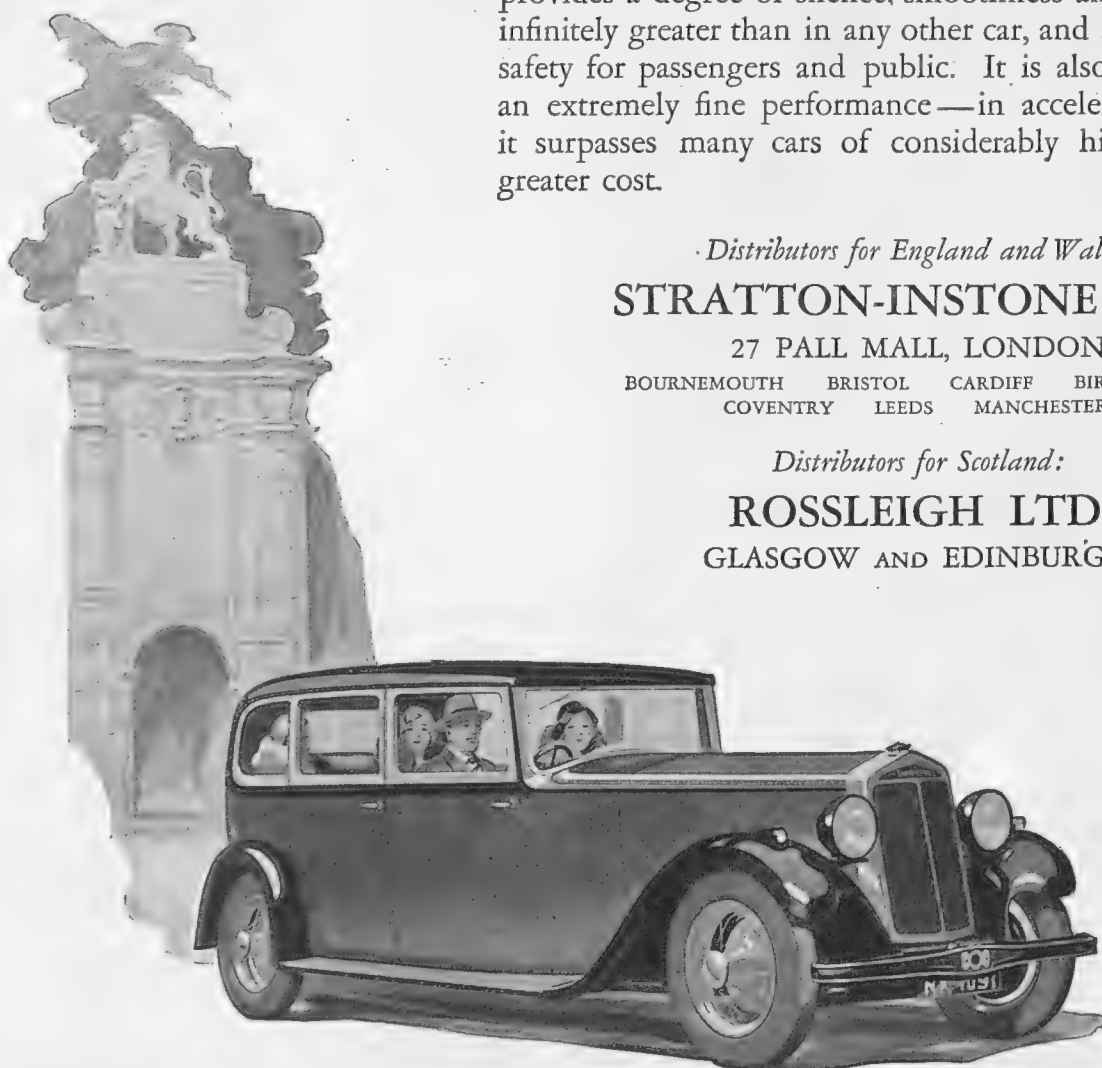 infinitely greater than in any other car, and
safety for passengers and public. It is also
an extremely fine performance—in accele
it surpasses many cars of considerably hi
greater cost.
Distributors for England and Wal
STRATTON-INSTONE
27 PALL MALL, LONDON
BOURNEMOUTH BRISTOL CARDIFF BIR
COVENTRY LEEDS MANCHESTER
Distributors for Scotland:
ROSSLEIGH LTD
GLASGOW AND EDINBURG